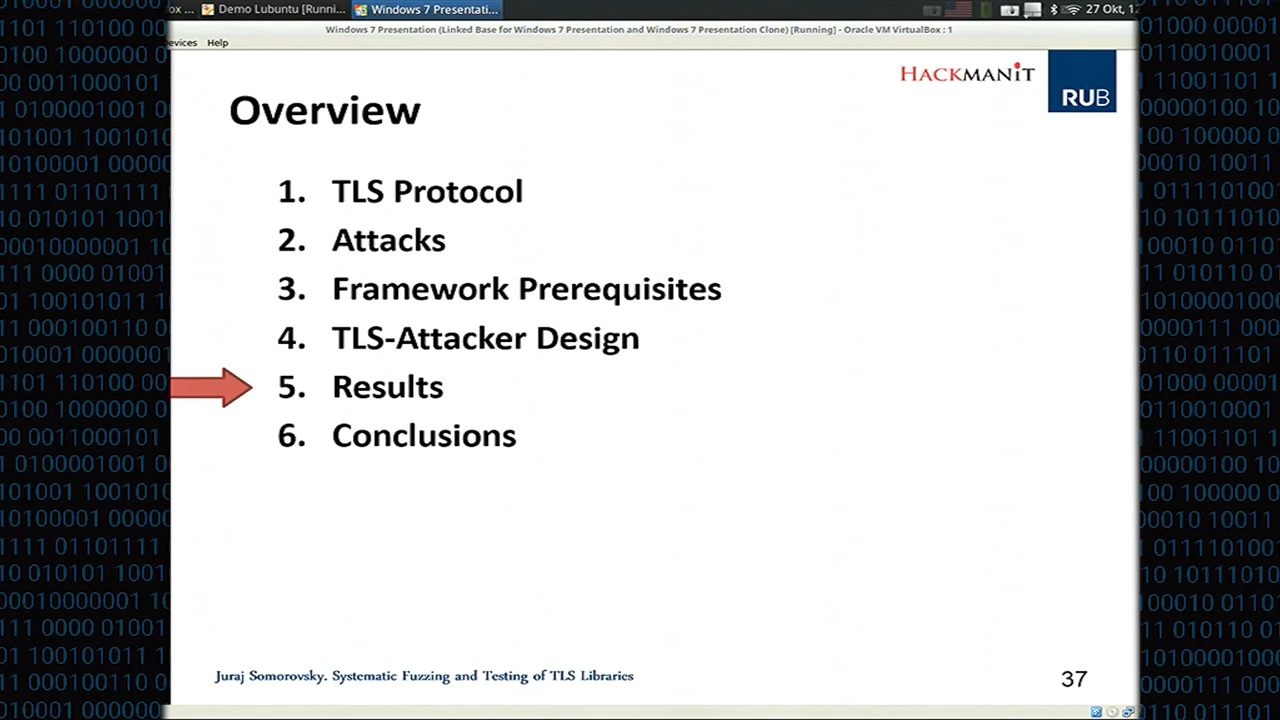 ox ...
Demo Lubuntu [Runni...
Windows 7 Presentati...
27 Okt, 12
Windows 7 Presentation (Linked Base for Windows 7 Presentation and Windows 7 Presentation Clone) [Running] - Oracle VM VirtualBox : 1
evices Help
HACKMANIT
RUB
Overview
1. TLS Protocol
2. Attacks
3. Framework Prerequisites
4. TLS-Attacker Design
5. Results
6. Conclusions
Juraj Somorovsky. Systematic Fuzzing and Testing of TLS Libraries
37